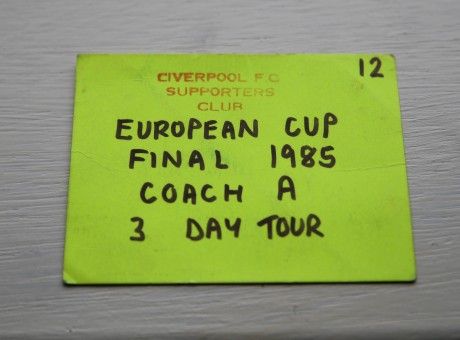 12
LIVERPOOL F.C
SUPPORTERS
CLUB
EUROPEAN CUP
FINAL 1985
COACH A
3 DAY TOUR